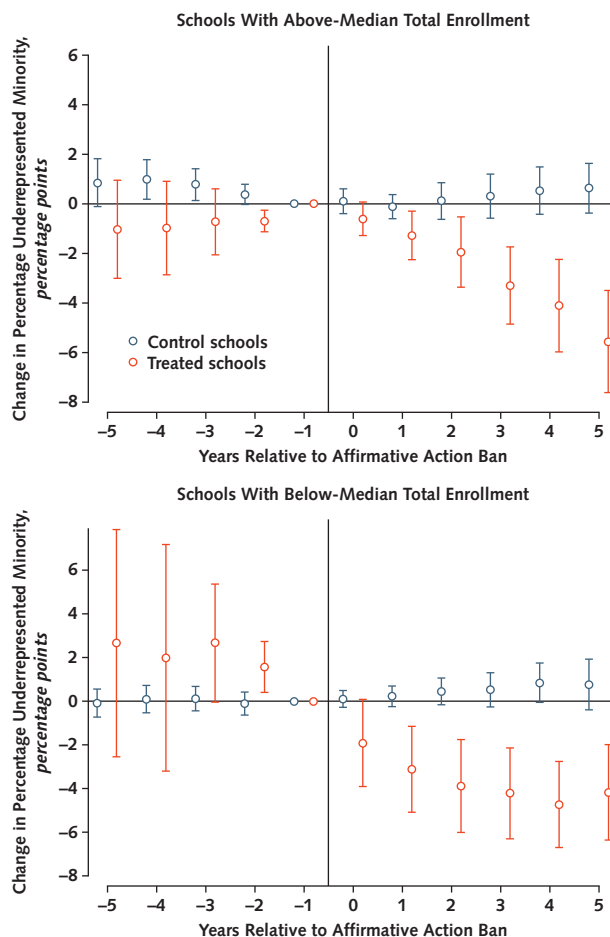 Schools With Above-Median Total Enrollment
Change in Percentage Underrepresented Minority,
percentage points
6
4
2
0
−2
−4
−6
−8
Control schools
Treated schools
−5 −4 −3 −2 −1 0 1 2 3 4 5
Years Relative to Affirmative Action Ban
Schools With Below-Median Total Enrollment
Change in Percentage Underrepresented Minority,
percentage points
6
4
2
0
−2
−4
−6
−8
−5 −4 −3 −2 −1 0 1 2 3 4 5
Years Relative to Affirmative Action Ban